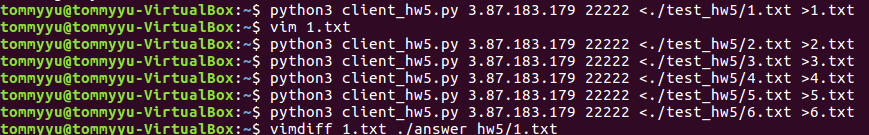 tommyyu@tommyyu-VirtualBox:~$ python3 client_hw5.py 3.87.183.179 22222 <./test_hw5/1.txt >1.txt
tommyyu@tommyyu-VirtualBox:~$ vim 1.txt
tommyyu@tommyyu-VirtualBox:~$ python3 client_hw5.py 3.87.183.179 22222 <./test_hw5/2.txt >2.txt
tommyyu@tommyyu-VirtualBox:~$ python3 client_hw5.py 3.87.183.179 22222 <./test_hw5/3.txt >3.txt
tommyyu@tommyyu-VirtualBox:~$ python3 client_hw5.py 3.87.183.179 22222 <./test_hw5/4.txt >4.txt
tommyyu@tommyyu-VirtualBox:~$ python3 client_hw5.py 3.87.183.179 22222 <./test_hw5/5.txt >5.txt
tommyyu@tommyyu-VirtualBox:~$ python3 client_hw5.py 3.87.183.179 22222 <./test_hw5/6.txt >6.txt
tommyyu@tommyyu-VirtualBox:~$ vimdiff 1.txt ./answer_hw5/1.txt